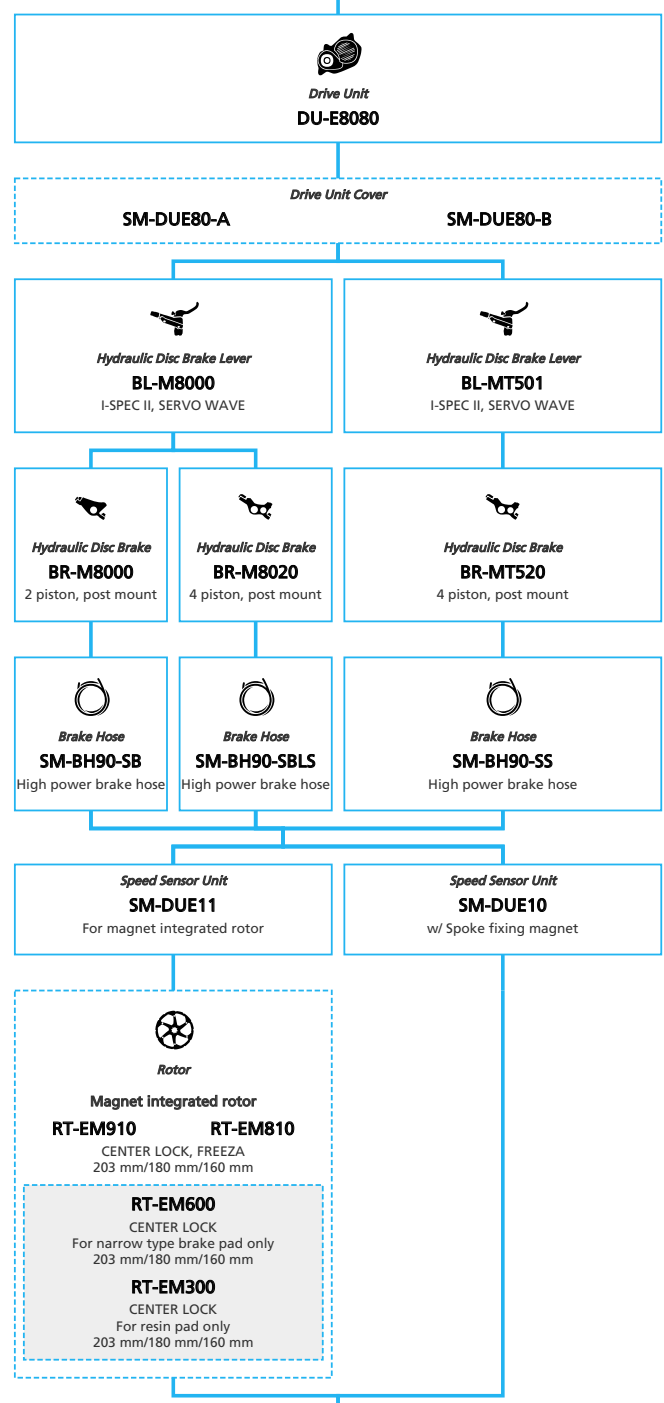 Drive Unit
DU-E8080
Drive Unit Cover
SM-DUE80-A
SM-DUE80-B
Hydraulic Disc Brake Lever
BL-M8000
I-SPEC II, SERVO WAVE
Hydraulic Disc Brake Lever
BL-MT501
I-SPEC II, SERVO WAVE
Hydraulic Disc Brake
BR-M8000
2 piston, post mount
Hydraulic Disc Brake
BR-M8020
4 piston, post mount
Hydraulic Disc Brake
BR-MT520
4 piston, post mount
Brake Hose
SM-BH90-SB
High power brake hose
Brake Hose
SM-BH90-SBLS
High power brake hose
Brake Hose
SM-BH90-SS
High power brake hose
Speed Sensor Unit
SM-DUE11
For magnet integrated rotor
Speed Sensor Unit
SM-DUE10
w/ Spoke fixing magnet
Rotor
Magnet integrated rotor
RT-EM910
RT-EM810
CENTER LOCK, FREEZA
203 mm/180 mm/160 mm
RT-EM600
CENTER LOCK
For narrow type brake pad only
203 mm/180 mm/160 mm
RT-EM300
CENTER LOCK
For resin pad only
203 mm/180 mm/160 mm